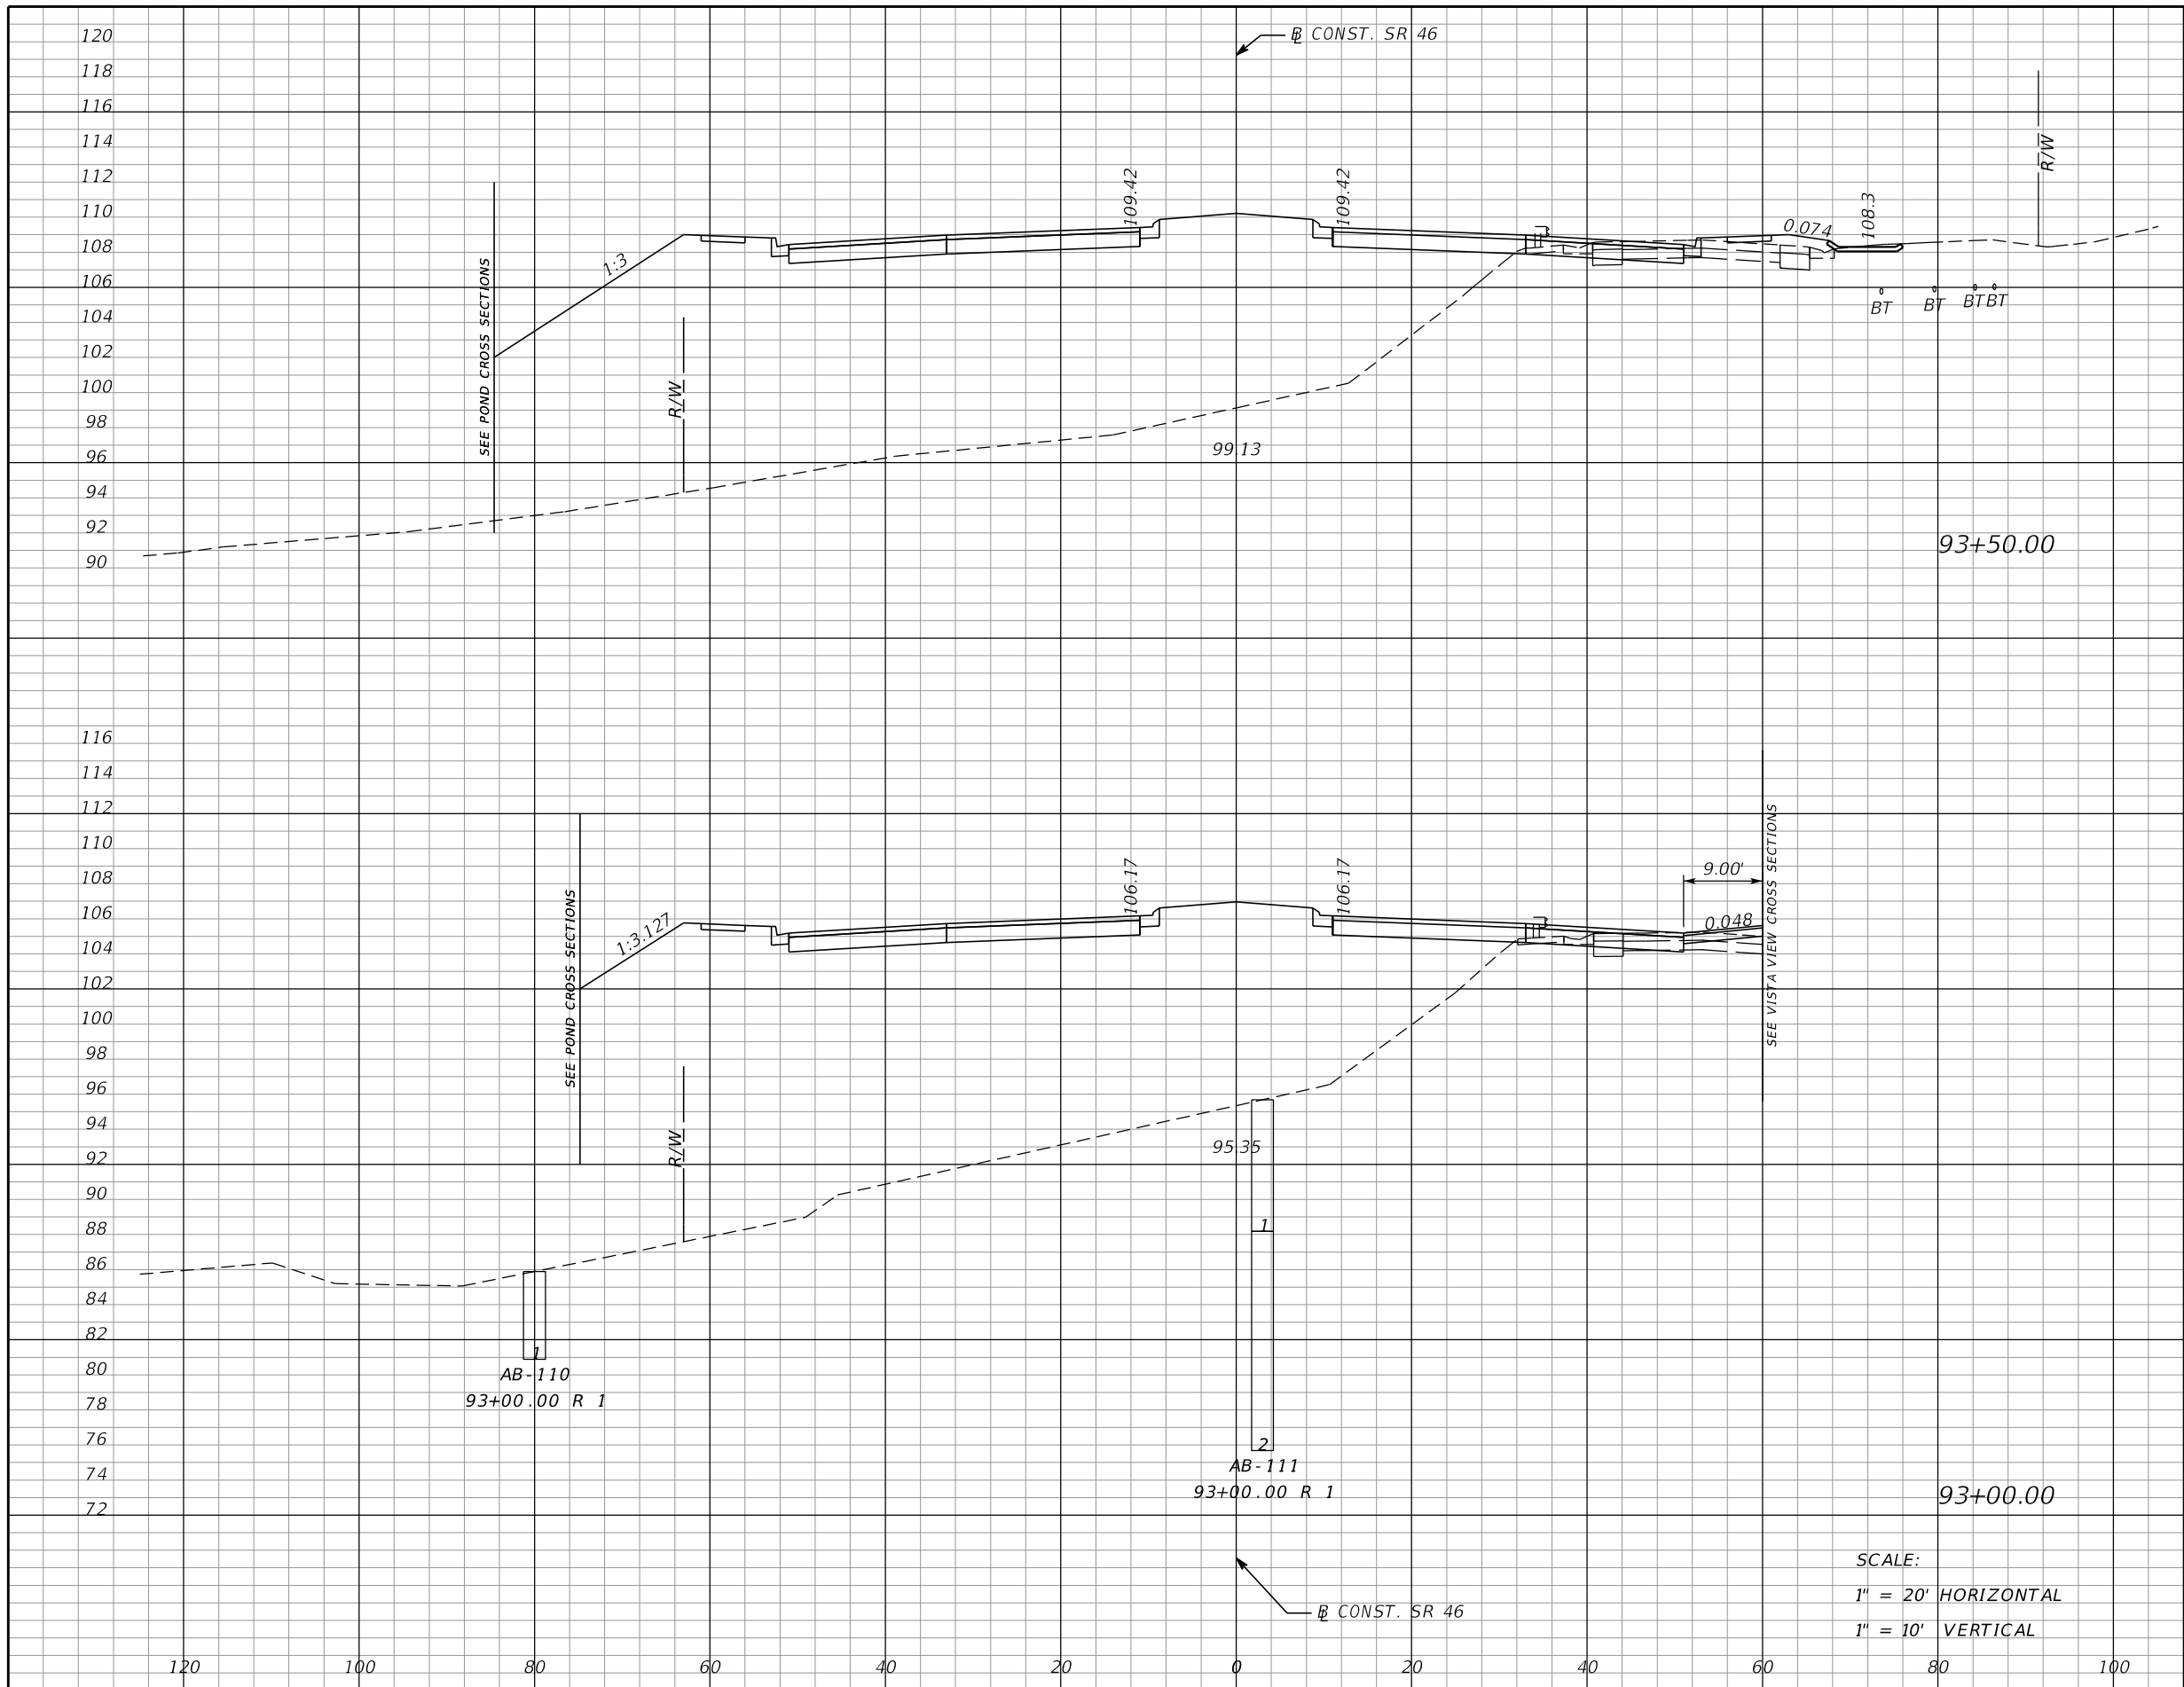 120
℄ CONST. SR 46
118
116
114
R/W
112
109.42
109.42
110
108.3
0.074
108
1:3
106
BT
BT
BT
BT
104
SEE POND CROSS SECTIONS
102
100
R/W
98
96
99.13
94
92
93+50.00
90
116
114
112
110
106.17
106.17
9.00'
108
106
0.048
1:3.127
104
SEE VISTA VIEW CROSS SECTIONS
102
SEE POND CROSS SECTIONS
100
98
96
94
R/W
95.35
92
90
88
1
86
84
82
1
80
AB-110
78
93+00.00 R 1
76
2
74
AB-111
93+00.00 R 1
93+00.00
72
SCALE:
1" = 20' HORIZONTAL
℄ CONST. SR 46
1" = 10' VERTICAL
120 100 80 60 40 20 0 20 40 60 80 100